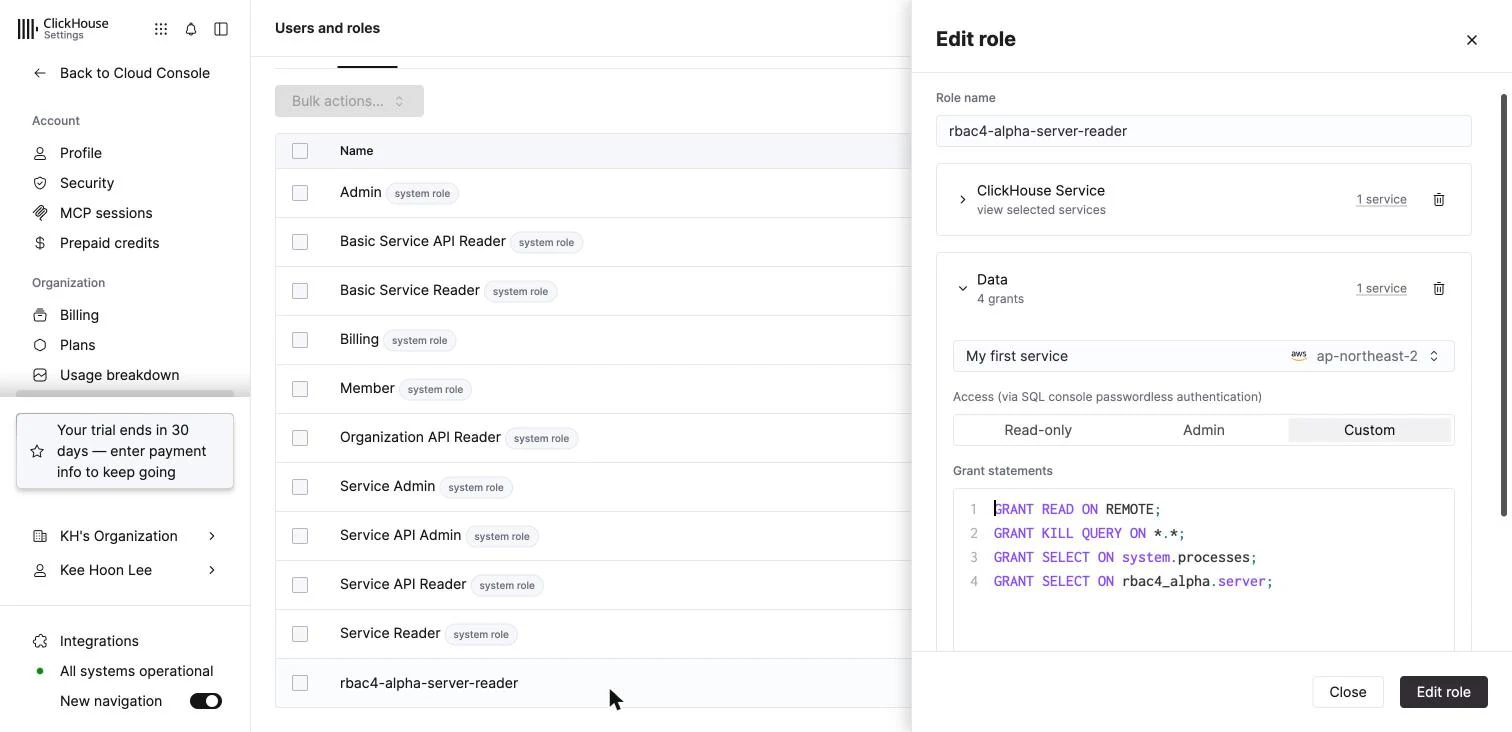 ClickHouse
Settings
Back to Cloud Console
Account
Profile
Security
MCP sessions
$ Prepaid credits
Organization
Billing
Plans
Usage breakdown
Your trial ends in 30
days — enter payment
info to keep going
KH's Organization
Kee Hoon Lee
Integrations
All systems operational
New navigation
Users and roles
Bulk actions...
Name
Admin system role
Basic Service API Reader system role
Basic Service Reader system role
Billing system role
Member system role
Organization API Reader system role
Service Admin system role
Service API Admin system role
Service API Reader system role
Service Reader system role
rbac4-alpha-server-reader
Edit role
Role name
rbac4-alpha-server-reader
ClickHouse Service
view selected services
1 service
Data
4 grants
1 service
My first service aws ap-northeast-2
Access (via SQL console passwordless authentication)
Read-only Admin Custom
Grant statements
1 GRANT READ ON REMOTE;
2 GRANT KILL QUERY ON *.*;
3 GRANT SELECT ON system.processes;
4 GRANT SELECT ON rbac4_alpha.server;
Close Edit role